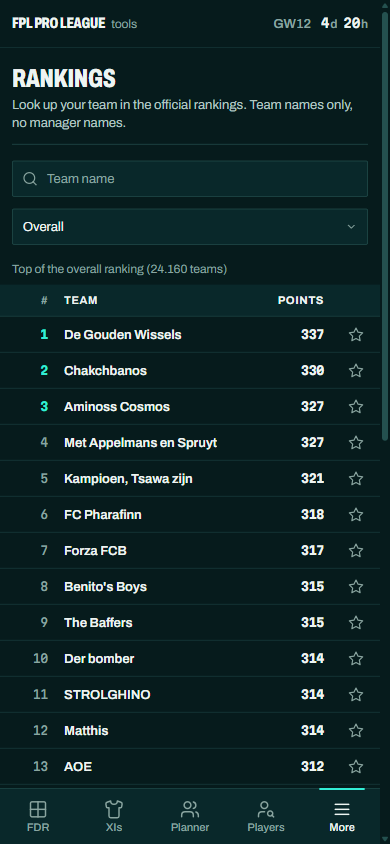 FPL PRO LEAGUE tools GW12 4d 20h
RANKINGS
Look up your team in the official rankings. Team names only,
no manager names.
Team name
Overall
Top of the overall ranking (24.160 teams)
# TEAM POINTS
1 De Gouden Wissels 337
2 Chakchbanos 330
3 Aminoss Cosmos 327
4 Met Appelmans en Spruyt 327
5 Kampioen, Tsawa zijn 321
6 FC Pharafinn 318
7 Forza FCB 317
8 Benito's Boys 315
9 The Baffers 315
10 Der bomber 314
11 STROLGHINO 314
12 Matthis 314
13 AOE 312
FDR XIs Planner Players More